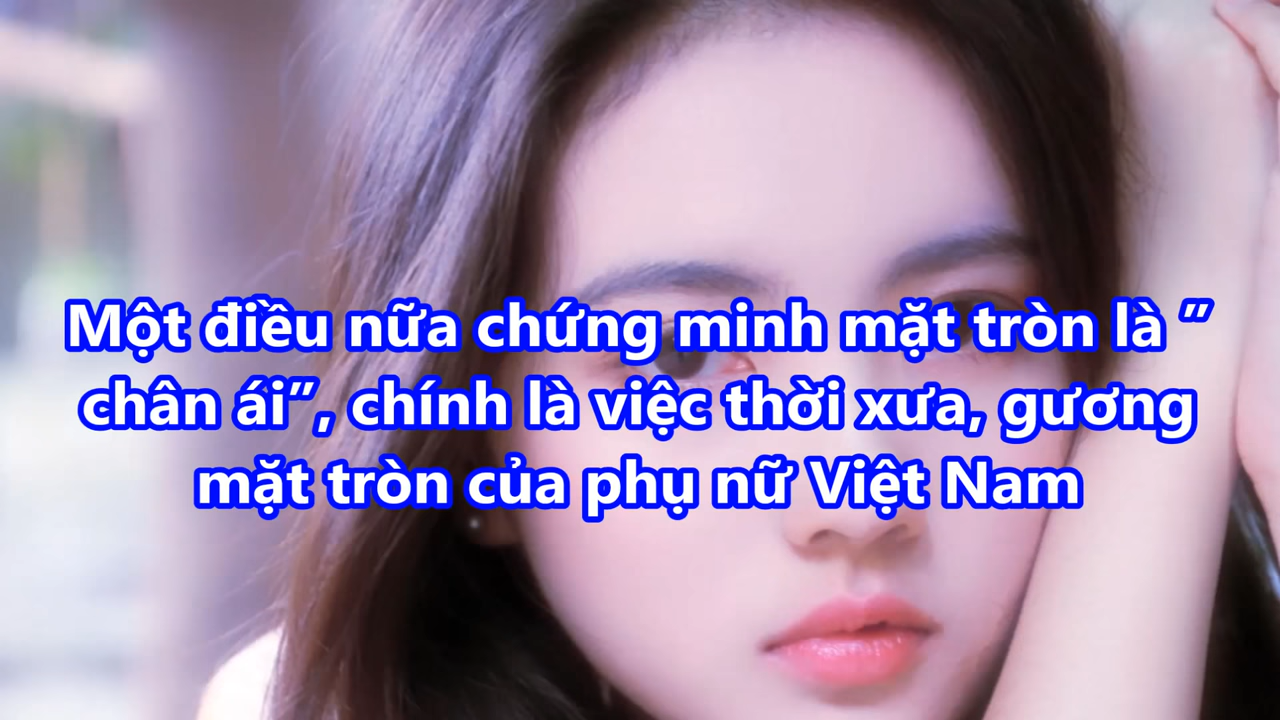 Một điều nữa chứng minh mặt tròn là ”
chân ái”, chính là việc thời xưa, gương
mặt tròn của phụ nữ Việt Nam